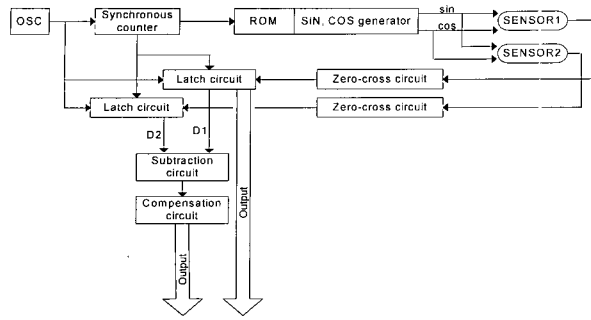 OSC
Synchronous
counter
ROM
SIN, COS generator
sin
cos
SENSOR1
SENSOR2
Latch circuit
Zero-cross circuit
Latch circuit
Zero-cross circuit
D2
D1
Subtraction
circuit
Compensation
circuit
Output
Output